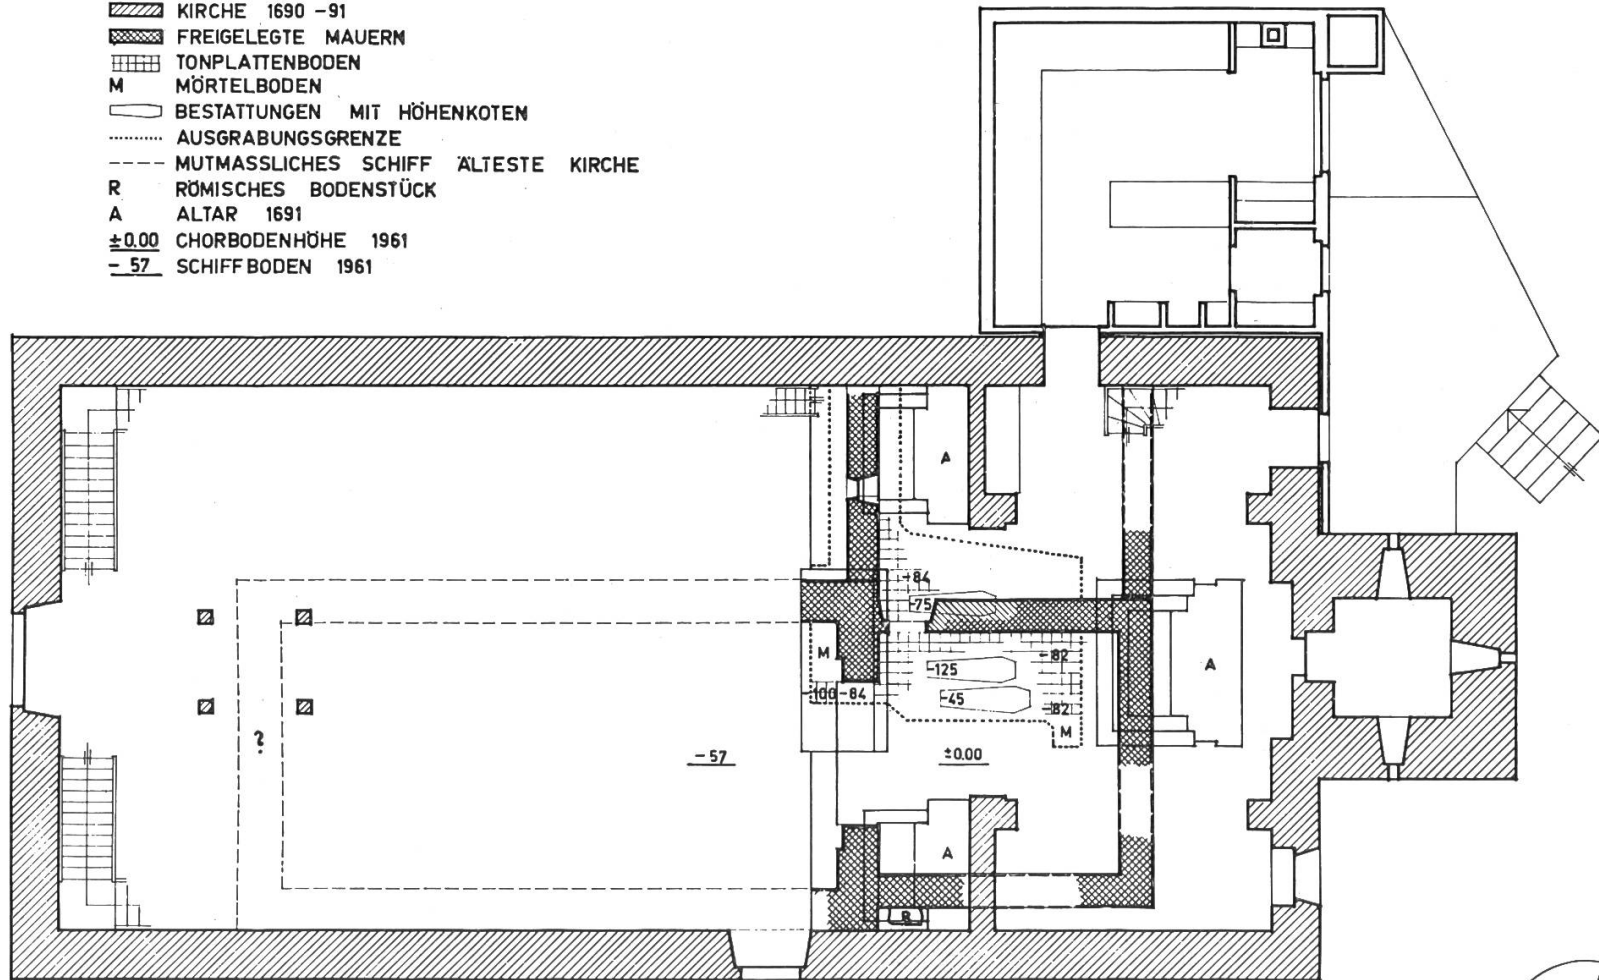 KIRCHE 1690-91
FREIGELEGTE MAUERN
TONPLATTENBODEN
M MÖRTELBODEN
BESTATTUNGEN MIT HÖHENKOTEN
AUSGRABUNGSGRENZE
MUTMASSLICHES SCHIFF ÄLTESTE KIRCHE
R RÖMISCHES BODENSTÜCK
A ALTAR 1691
±0.00 CHORBODENHÖHE 1961
- 57 SCHIFFBODEN 1961
A
-84
-75
M
-125
-82
A
-100-84
-45
-82
M
?
-57
±0.00
A
R